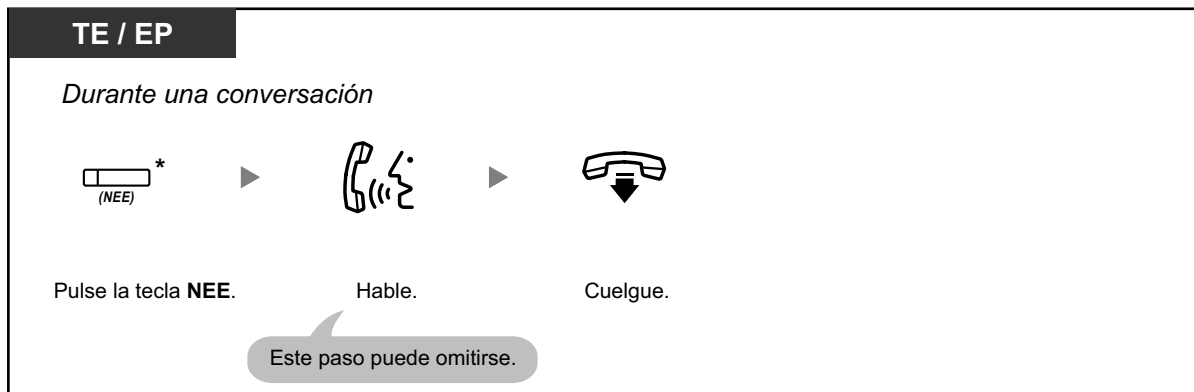 TE / EP
Durante una conversación
*
(NEE)
Pulse la tecla NEE.
Hable.
Cuelgue.
Este paso puede omitirse.